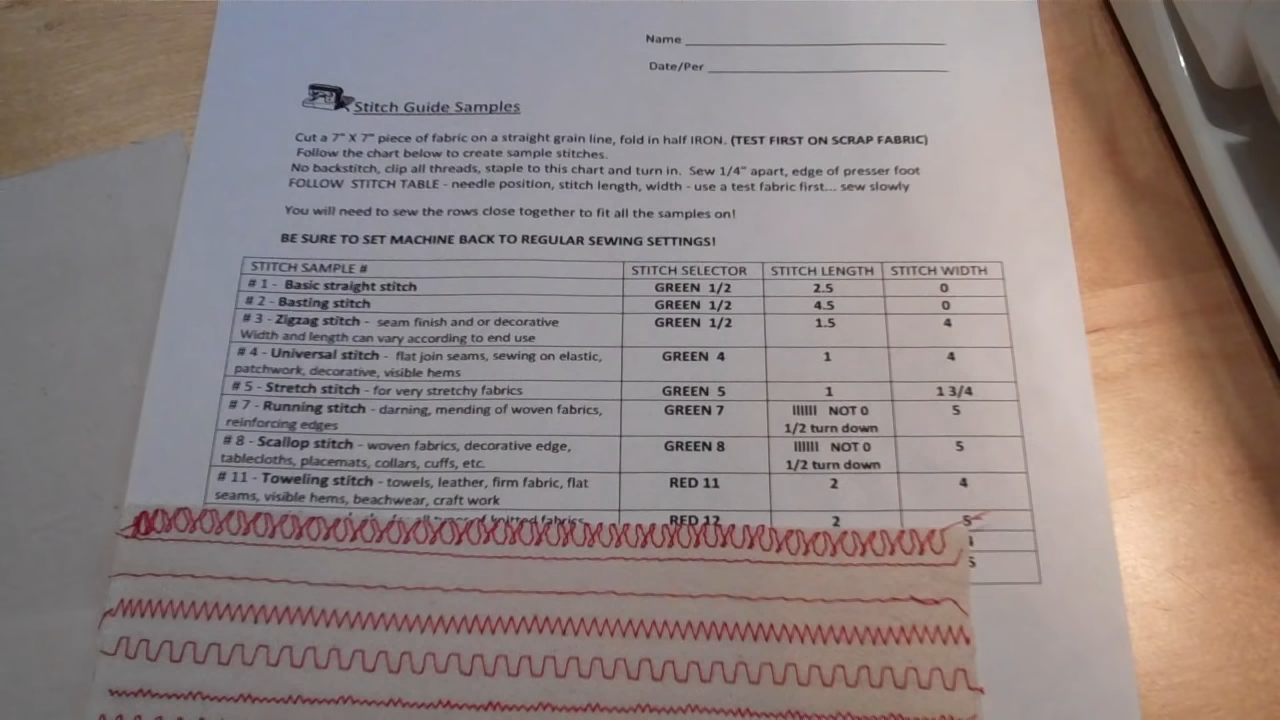 Name
Date/Per
Stitch Guide Samples
Cut a 7" X 7" piece of fabric on a straight grain line, fold in half IRON. (TEST FIRST ON SCRAP FABRIC)
Follow the chart below to create sample stitches.
No backstitch, clip all threads, staple to this chart and turn in. Sew 1/4" apart, edge of presser foot
FOLLOW STITCH TABLE - needle position, stitch length, width - use a test fabric first... sew slowly
You will need to sew the rows close together to fit all the samples on!
BE SURE TO SET MACHINE BACK TO REGULAR SEWING SETTINGS!
STITCH SAMPLE # STITCH SELECTOR STITCH LENGTH STITCH WIDTH
# 1 - Basic straight stitch GREEN 1/2 2.5 0
# 2 - Basting stitch GREEN 1/2 4.5 0
# 3 - Zigzag stitch - seam finish and or decorative GREEN 1/2 1.5 4
Width and length can vary according to end use
# 4 - Universal stitch - flat join seams, sewing on elastic, GREEN 4 1 4
patchwork, decorative, visible hems
# 5 - Stretch stitch - for very stretchy fabrics GREEN 5 1 1 3/4
# 7 - Running stitch - darning, mending of woven fabrics, GREEN 7 IIIIII NOT 0 5
reinforcing edges 1/2 turn down
# 8 - Scallop stitch - woven fabrics, decorative edge, GREEN 8 IIIIII NOT 0 5
tablecloths, placemats, collars, cuffs, etc. 1/2 turn down
# 11 - Toweling stitch - towels, leather, firm fabric, flat RED 11 2 4
seams, visible hems, beachwear, craft work
knitted fabrics RED 12 2 5
5